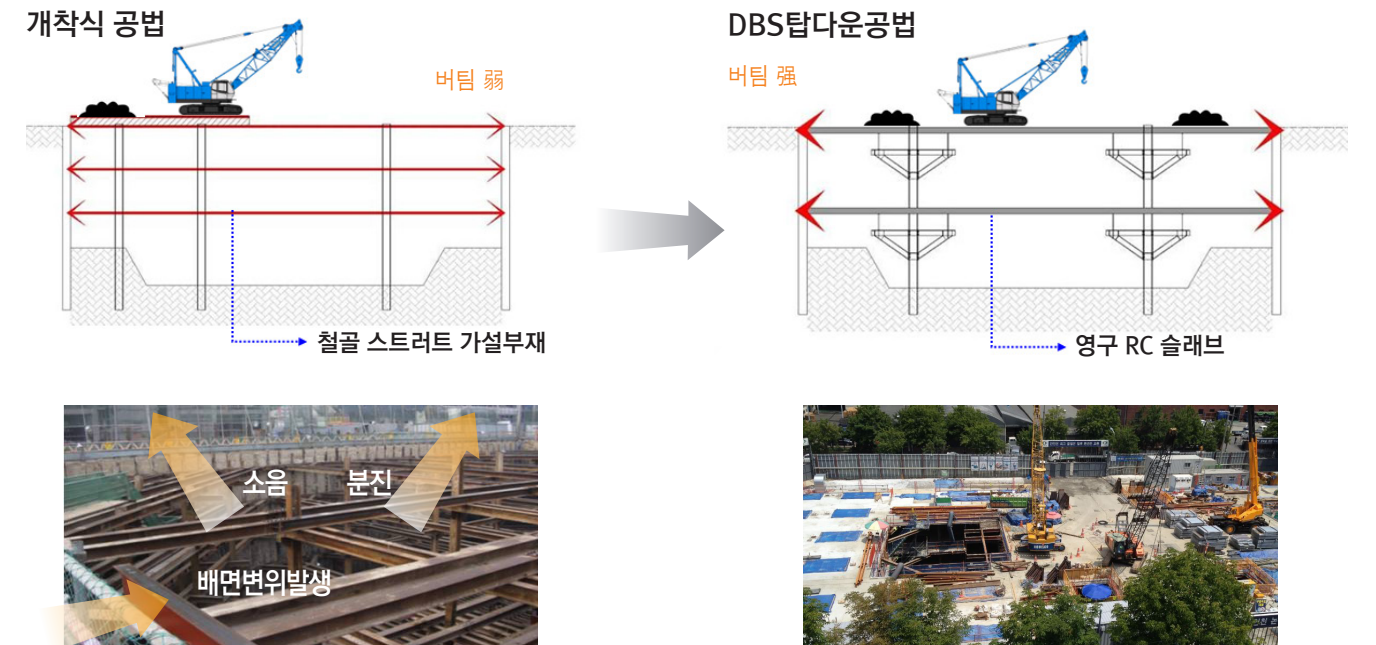 개착식 공법
버팀 弱
철골 스트러트 가설부재
DBS탑다운공법
버팀 强
영구 RC 슬래브
소음
분진
배면변위발생